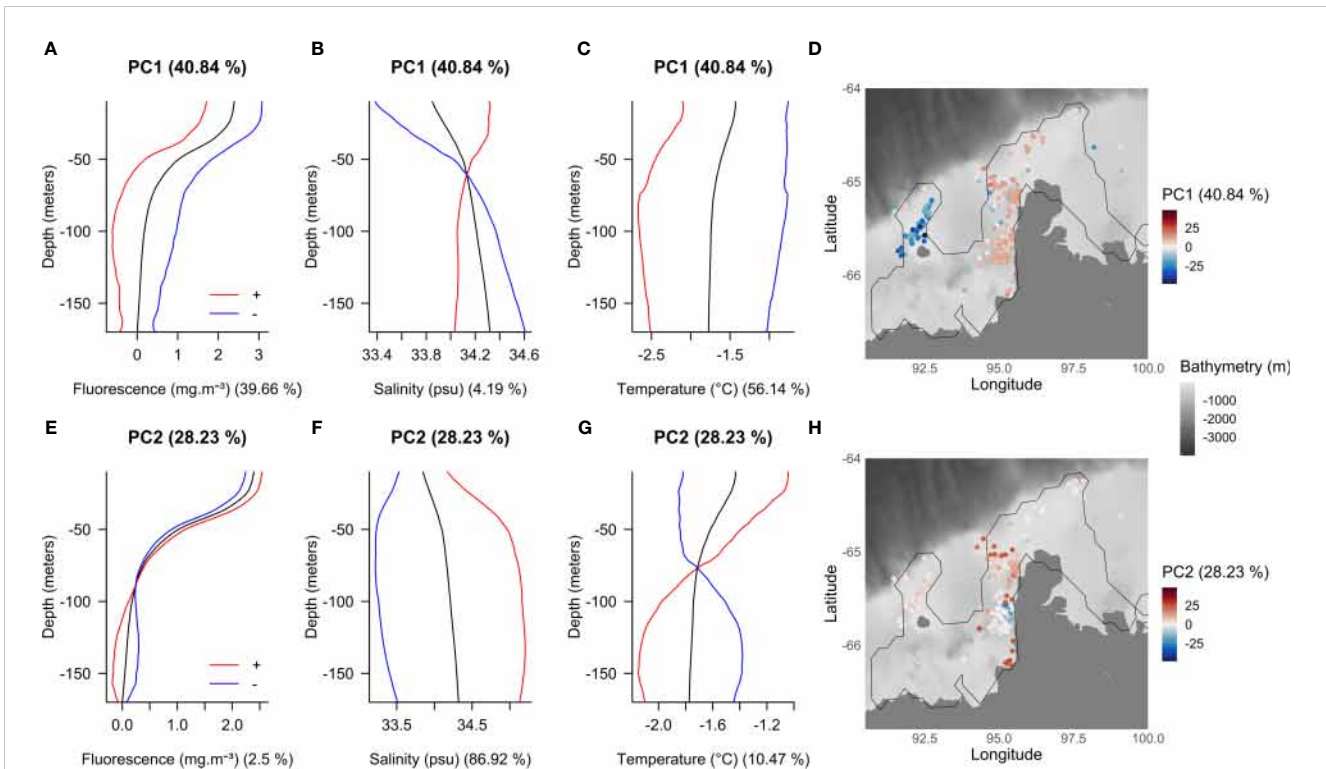 A
PC1 (40.84 %)
Depth (meters)
-50
-100
-150
0
1
2
3
+
-
Fluorescence (mg.m⁻³) (39.66 %)
B
PC1 (40.84 %)
Depth (meters)
-50
-100
-150
33.4
33.8
34.2
34.6
Salinity (psu) (4.19 %)
C
PC1 (40.84 %)
Depth (meters)
-50
-100
-150
-2.5
-1.5
Temperature (°C) (56.14 %)
D
-64
-65
-66
Latitude
92.5
95.0
97.5
100.0
Longitude
PC1 (40.84 %)
25
0
-25
Bathymetry (m)
-1000
-2000
-3000
E
PC2 (28.23 %)
Depth (meters)
-50
-100
-150
0.0
1.0
2.0
+
-
Fluorescence (mg.m⁻³) (2.5 %)
F
PC2 (28.23 %)
Depth (meters)
-50
-100
-150
33.5
34.5
Salinity (psu) (86.92 %)
G
PC2 (28.23 %)
Depth (meters)
-50
-100
-150
-2.0
-1.6
-1.2
Temperature (°C) (10.47 %)
H
-64
-65
-66
Latitude
92.5
95.0
97.5
100.0
Longitude
PC2 (28.23 %)
25
0
-25